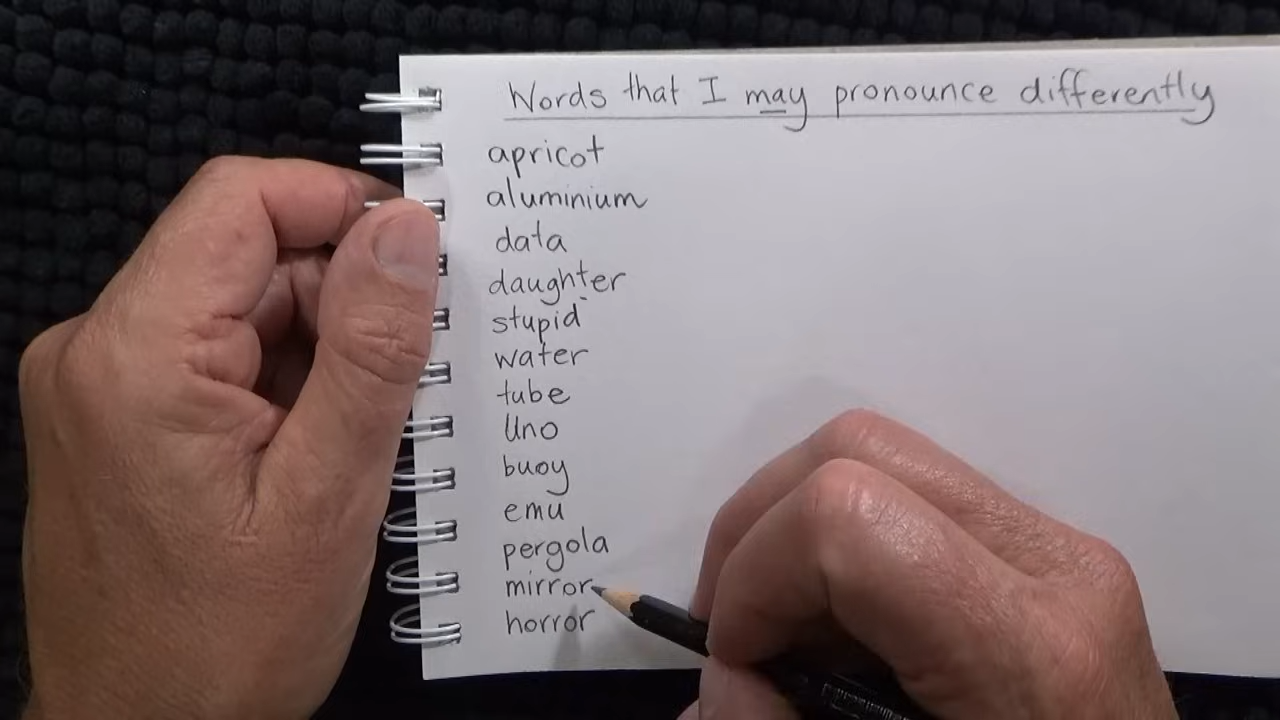 Words that I may pronounce differently
apricot
aluminium
data
daughter
stupid
water
tube
Uno
buoy
emu
pergola
mirror
horror